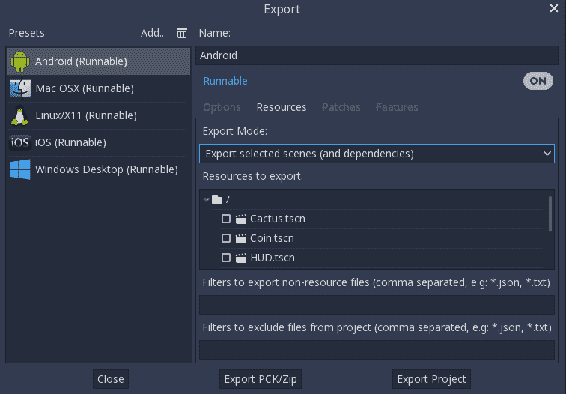 Export
Presets
Add..
Name:
Android (Runnable)
Mac OSX (Runnable)
Linux/X11 (Runnable)
iOS
iOS (Runnable)
Windows Desktop (Runnable)
Android
Runnable
ON
Options
Resources
Patches
Features
Export Mode:
Export selected scenes (and dependencies)
Resources to export
/
Cactus.tscn
Coin.tscn
HUD.tscn
Filters to export non-resource files (comma separated, e.g: *.json, *.txt)
Filters to exclude files from project (comma separated, e.g: *.json, *.txt)
Close
Export PCK/Zip
Export Project